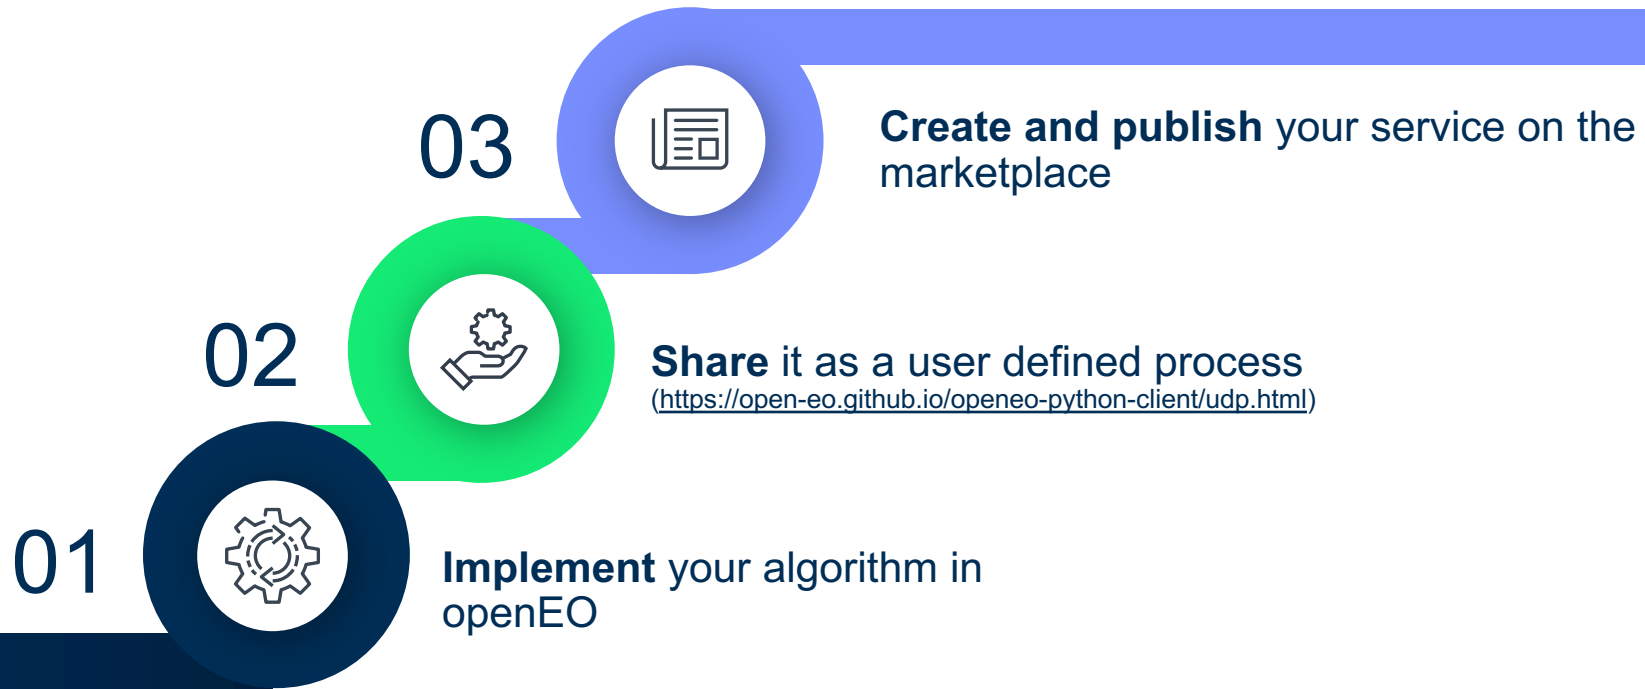 03
Create and publish your service on the
marketplace
02
Share it as a user defined process
(https://open-eo.github.io/openeo-python-client/udp.html)
01
Implement your algorithm in
openEO